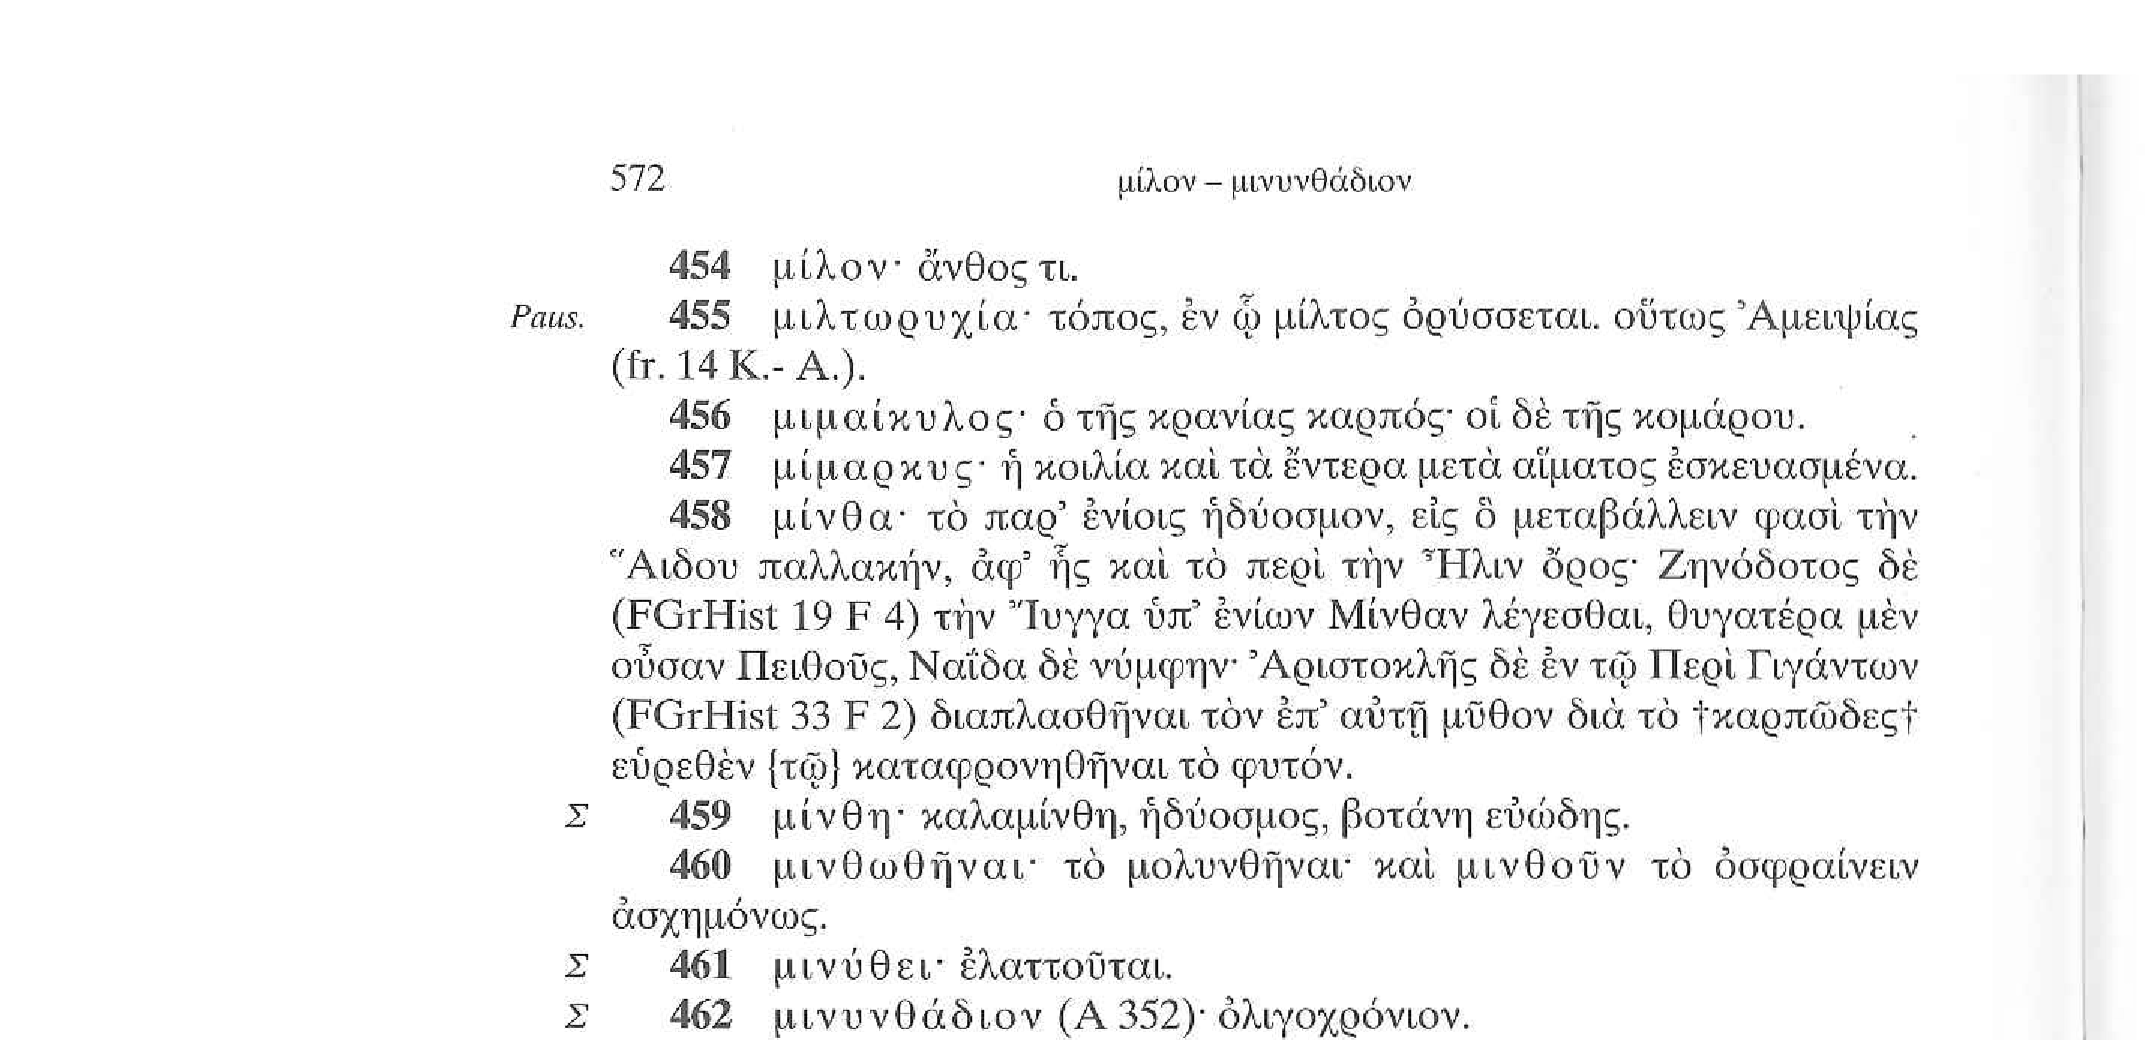 572 μίλον – μινυνθάδιον
454 μίλον· ἄνθος τι.
Paus. 455 μιλτωρυχία· τόπος, ἐν ᾧ μίλτος ὀρύσσεται. οὕτως Ἀμειψίας
(fr. 14 K.- A.).
456 μιμαίκυλος· ὁ τῆς κρανίας καρπός· οἱ δὲ τῆς κομάρου.
457 μίμαρκυς· ἡ κοιλία καὶ τὰ ἔντερα μετὰ αἵματος ἐσκευασμένα.
458 μίνθα· τὸ παρ’ ἐνίοις ἡδύοσμον, εἰς ὃ μεταβάλλειν φασὶ τὴν
Ἅιδου παλλακήν, ἀφ’ ἧς καὶ τὸ περὶ τὴν Ἦλιν ὄρος· Ζηνόδοτος δὲ
(FGrHist 19 F 4) τὴν Ἴυγγα ὑπ’ ἐνίων Μίνθαν λέγεσθαι, θυγατέρα μὲν
οὖσαν Πειθοῦς, Ναΐδα δὲ νύμφην· Ἀριστοκλῆς δὲ ἐν τῷ Περὶ Γιγάντων
(FGrHist 33 F 2) διαπλασθῆναι τὸν ἐπ’ αὐτῇ μῦθον διὰ τὸ †καρπῶδες†
εὑρεθὲν {τῷ} καταφρονηθῆναι τὸ φυτόν.
Σ 459 μίνθη· καλαμίνθη, ἡδύοσμος, βοτάνη εὐώδης.
460 μινθωθῆναι· τὸ μολυνθῆναι· καὶ μινθοῦν τὸ ὀσφραίνειν
ἀσχημόνως.
Σ 461 μινύθει· ἐλαττοῦται.
Σ 462 μινυνθάδιον (Α 352)· ὀλιγοχρόνιον.